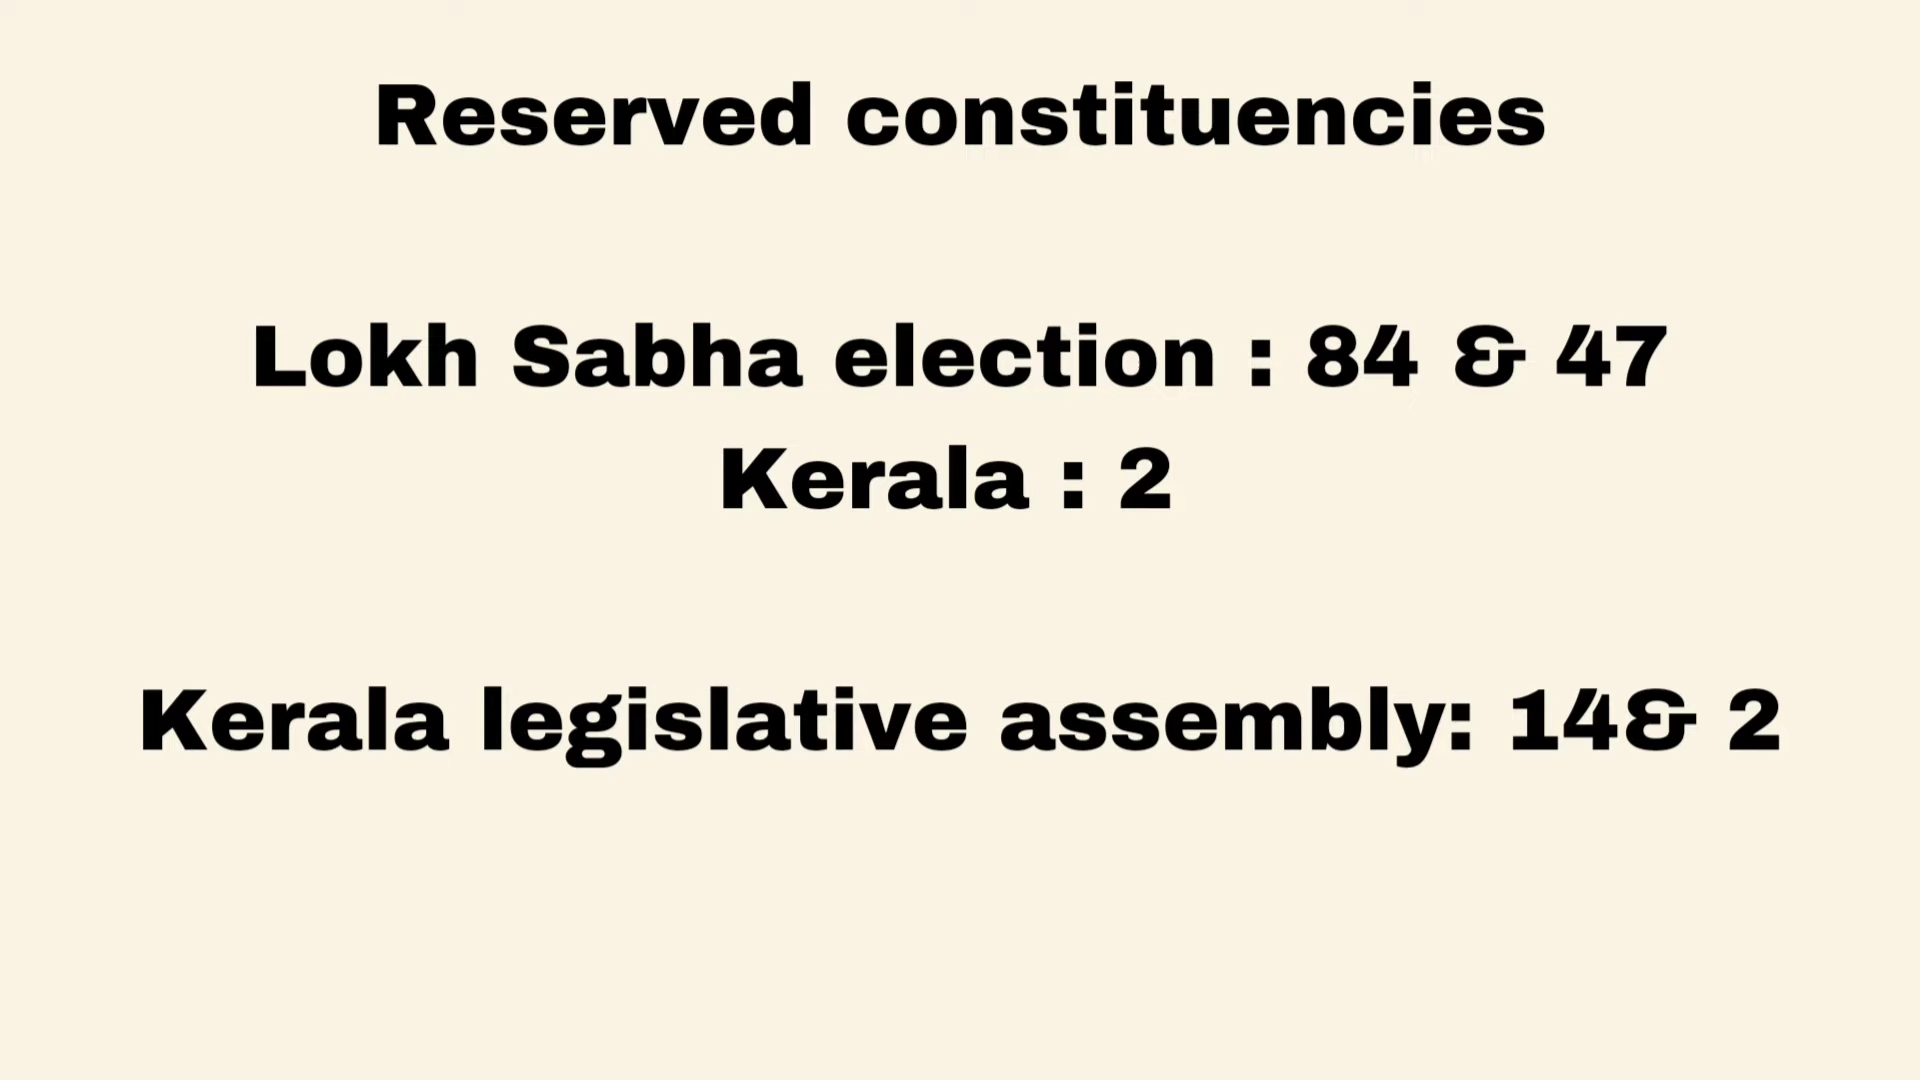 Reserved constituencies
Lokh Sabha election : 84 & 47
Kerala : 2
Kerala legislative assembly: 14& 2